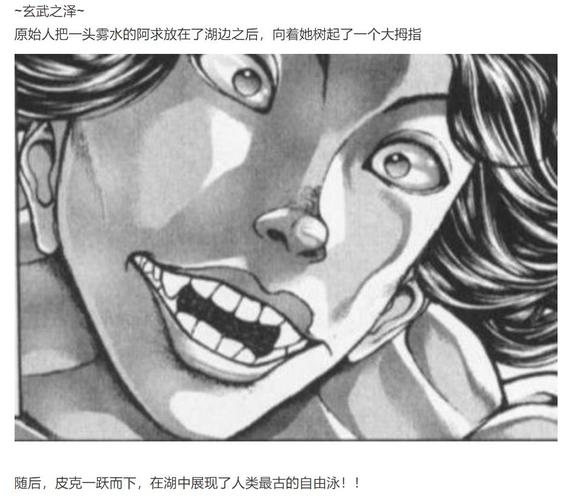 ~玄武之泽~
原始人把一头雾水的阿求放在了湖边之后，向着她树起了一个大拇指
随后，皮克一跃而下，在湖中展现了人类最古的自由泳！！